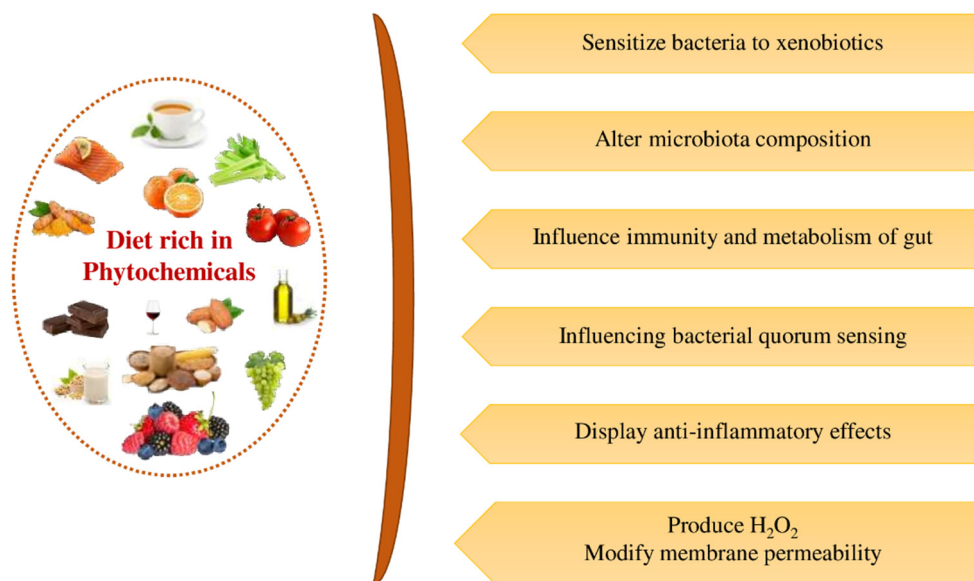 Diet rich in
Phytochemicals
Sensitize bacteria to xenobiotics
Alter microbiota composition
Influence immunity and metabolism of gut
Influencing bacterial quorum sensing
Display anti-inflammatory effects
Produce H₂O₂
Modify membrane permeability